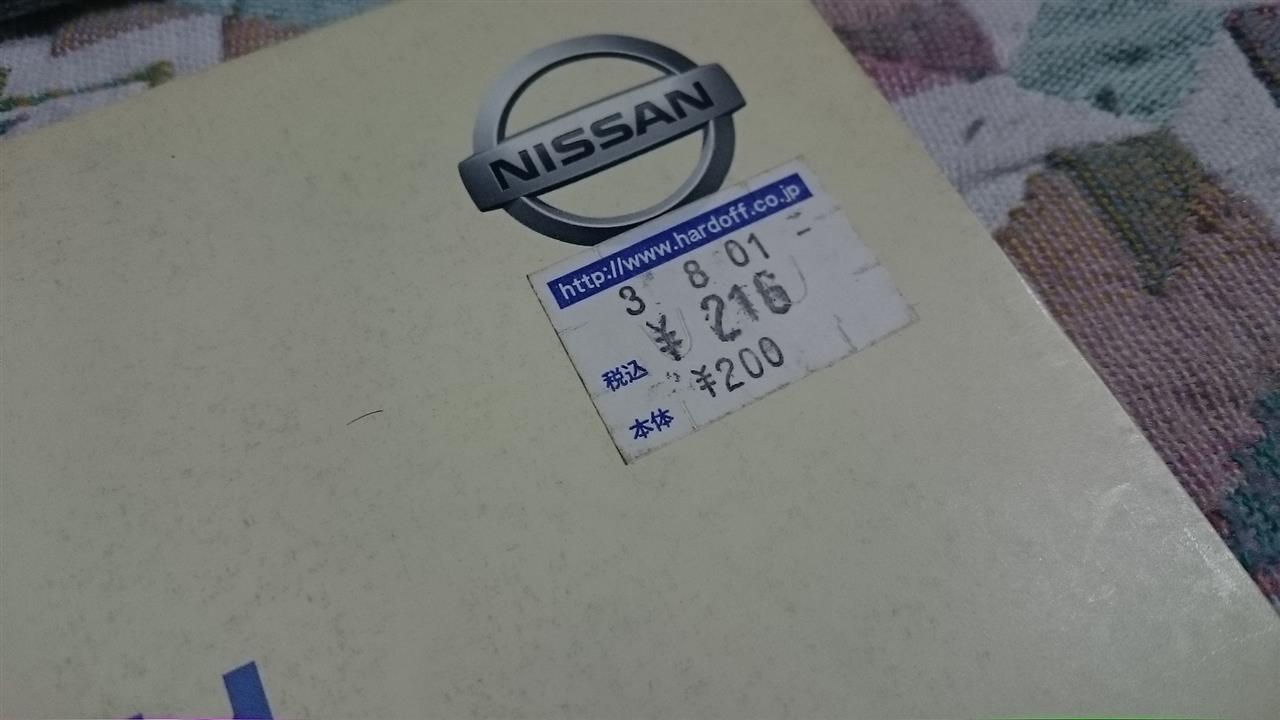 NISSAN
http://www.hardoff.co.jp
3 8 01 -
¥ 216
税込
¥200
本体